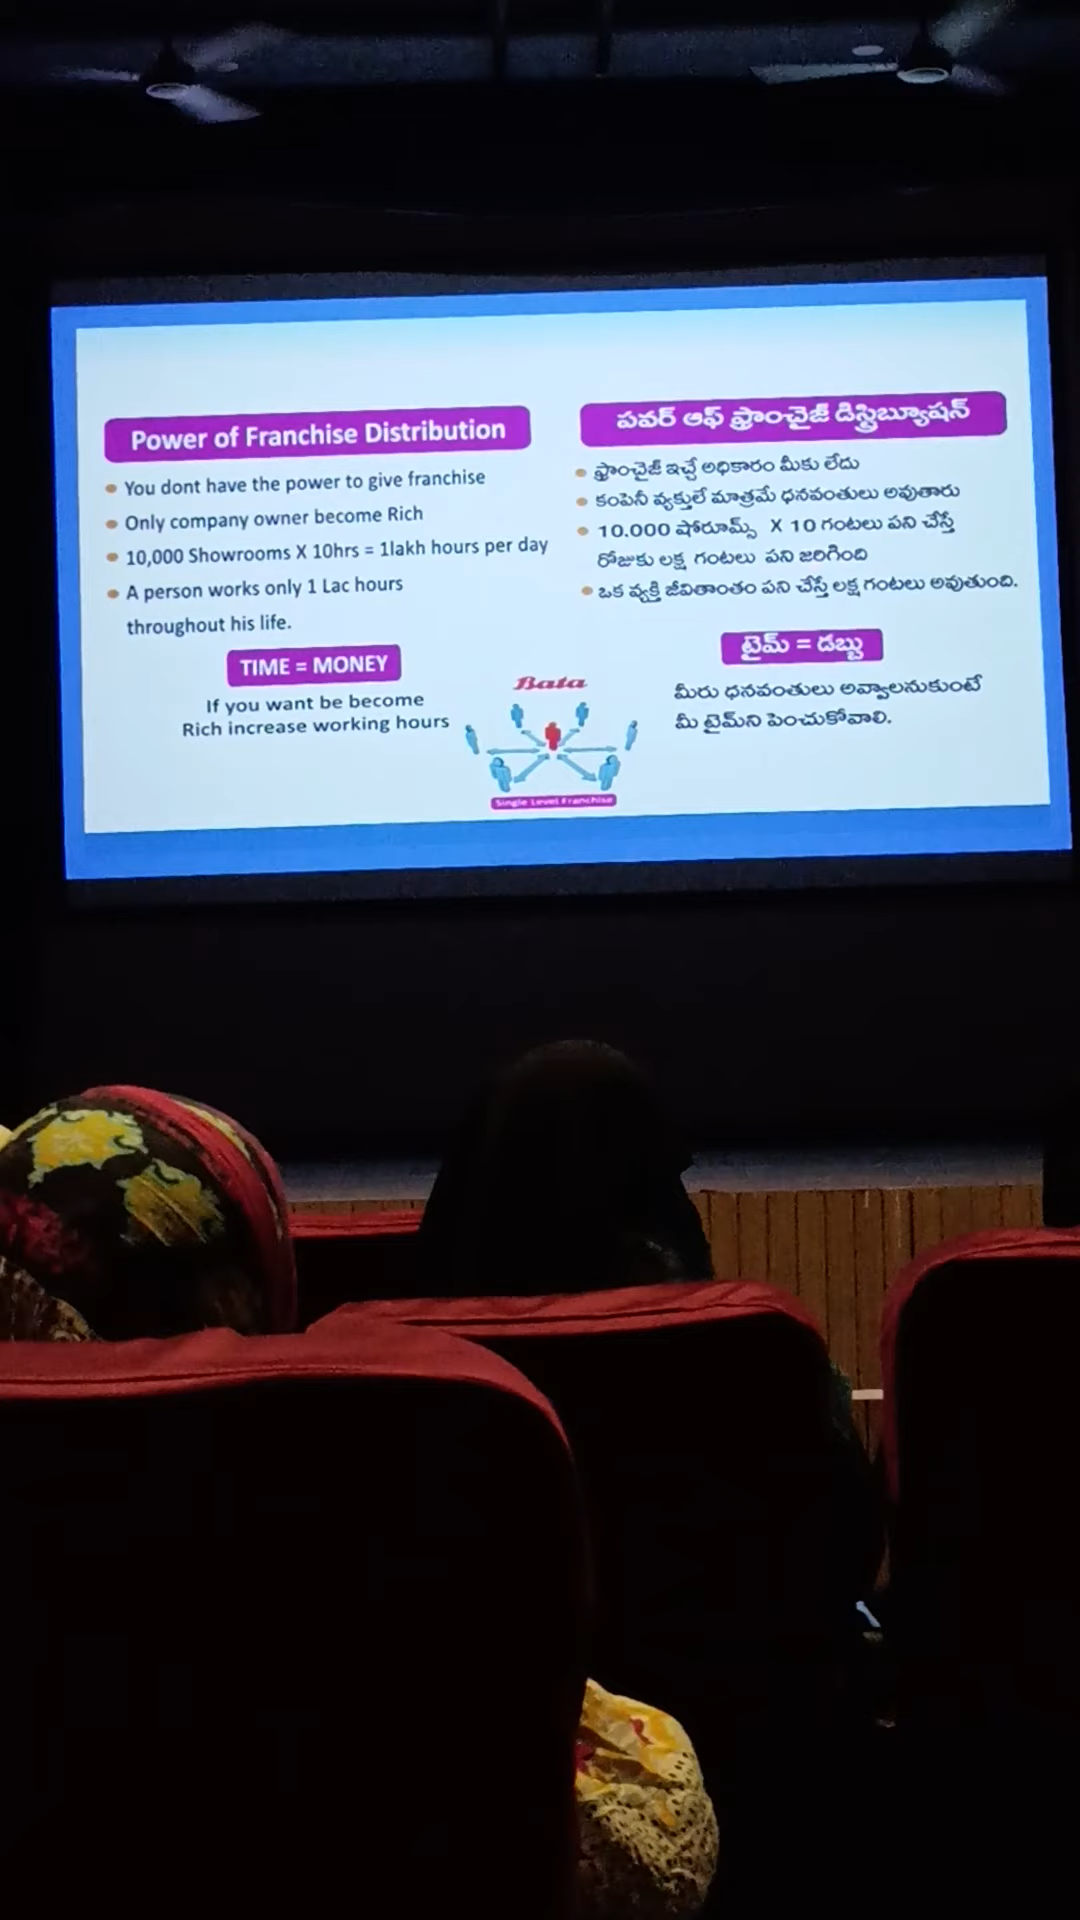 Power of Franchise Distribution
You dont have the power to give franchise
Only company owner become Rich
10,000 Showrooms X 10hrs = 1lakh hours per day
A person works only 1 Lac hours
throughout his life.
TIME = MONEY
If you want be become
Rich increase working hours
Bata
Single Level Franchise
పవర్ ఆఫ్ ఫ్రాంచైజ్ డిస్ట్రిబ్యూషన్
ఫ్రాంచైజ్ ఇచ్చే అధికారం మీకు లేదు
కంపెనీ వ్యక్తులే మాత్రమే ధనవంతులు అవుతారు
10.000 షోరూమ్స్ X 10 గంటలు పని చేస్తే
రోజుకు లక్ష గంటలు పని జరిగింది
ఒక వ్యక్తి జీవితాంతం పని చేస్తే లక్ష గంటలు అవుతుంది.
టైమ్ = డబ్బు
మీరు ధనవంతులు అవ్వాలనుకుంటే
మీ టైమ్‌ని పెంచుకోవాలి.